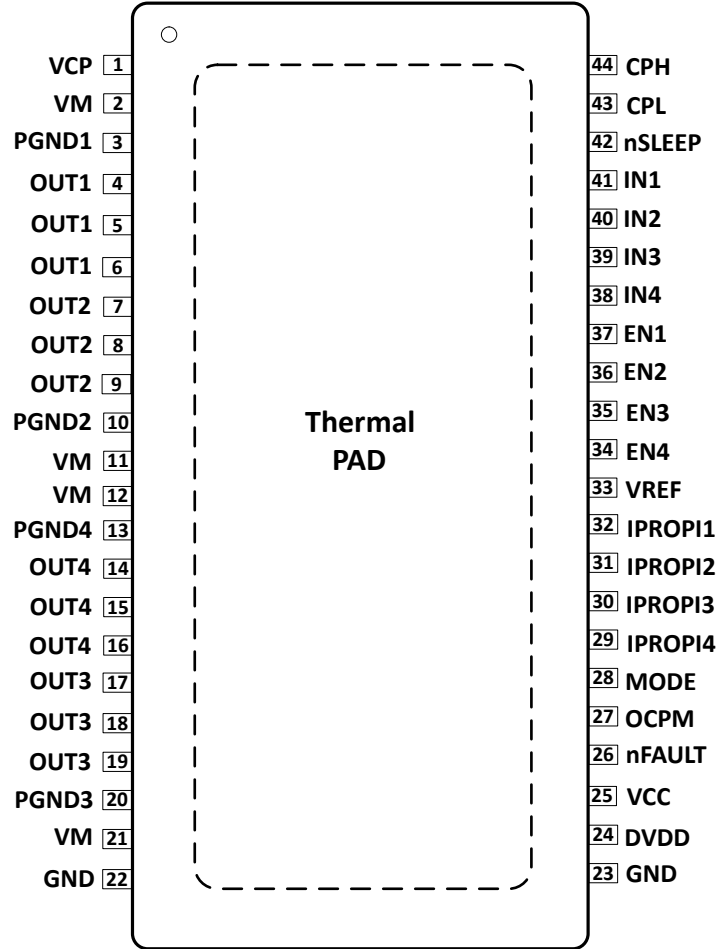 VCP 1
VM 2
PGND1 3
OUT1 4
OUT1 5
OUT1 6
OUT2 7
OUT2 8
OUT2 9
PGND2 10
VM 11
VM 12
PGND4 13
OUT4 14
OUT4 15
OUT4 16
OUT3 17
OUT3 18
OUT3 19
PGND3 20
VM 21
GND 22
Thermal
PAD
44 CPH
43 CPL
42 nSLEEP
41 IN1
40 IN2
39 IN3
38 IN4
37 EN1
36 EN2
35 EN3
34 EN4
33 VREF
32 IPROPI1
31 IPROPI2
30 IPROPI3
29 IPROPI4
28 MODE
27 OCPM
26 nFAULT
25 VCC
24 DVDD
23 GND